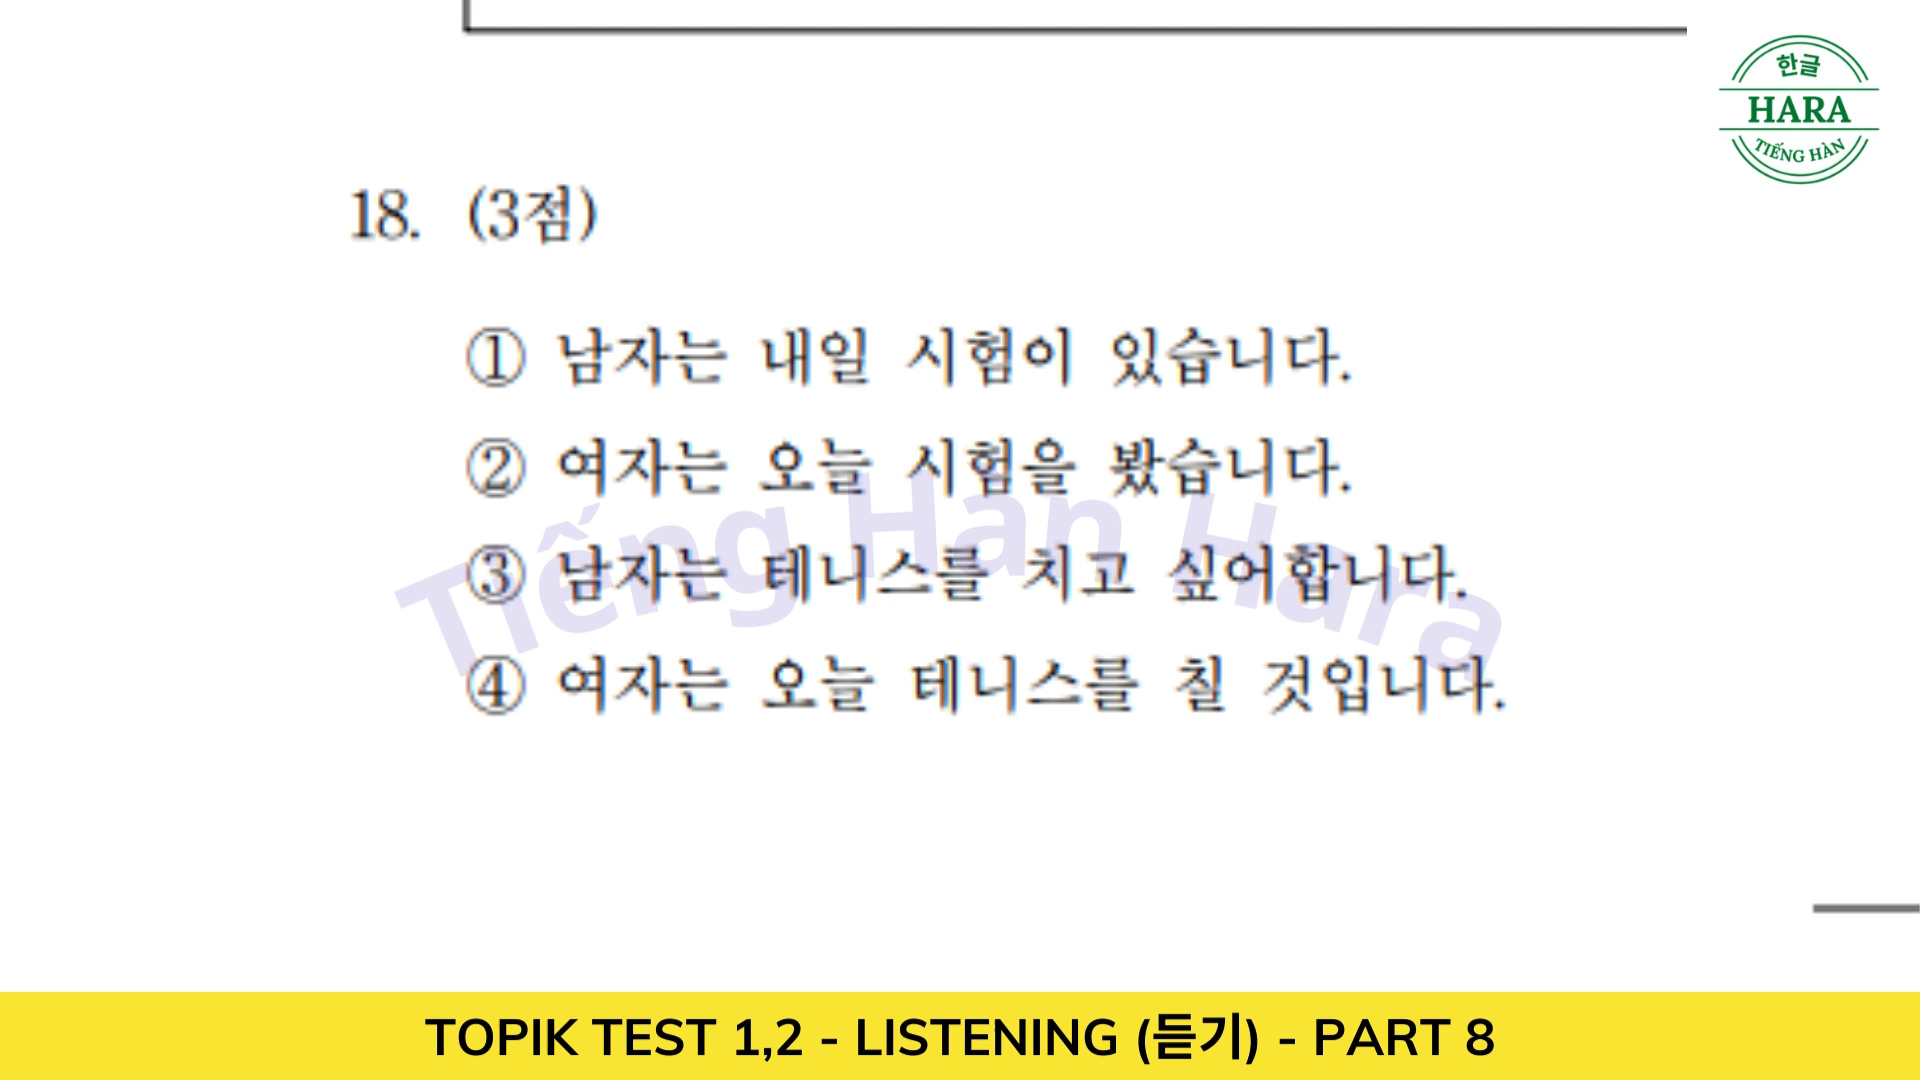 한글
HARA
TIẾNG HÀN
18. (3점)
① 남자는 내일 시험이 있습니다.
② 여자는 오늘 시험을 봤습니다.
③ 남자는 테니스를 치고 싶어합니다.
④ 여자는 오늘 테니스를 칠 것입니다.
Tiếng Hàn Hara
TOPIK TEST 1,2 - LISTENING (듣기) - PART 8